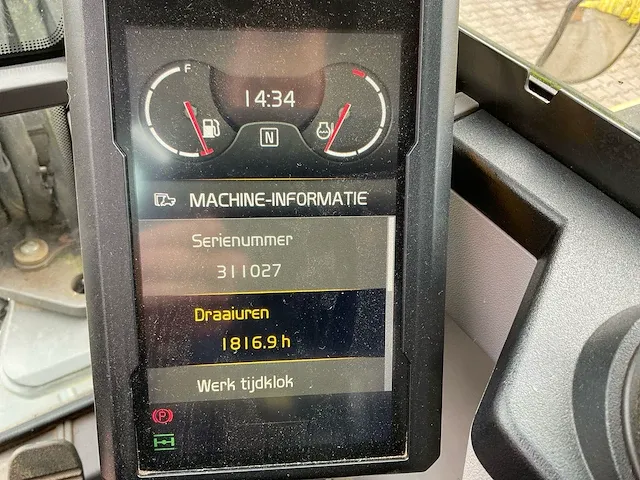 F
14:34
N
MACHINE-INFORMATIE
Serienummer
311027
Draaiuren
1816.9 h
Werk tijdklok
P